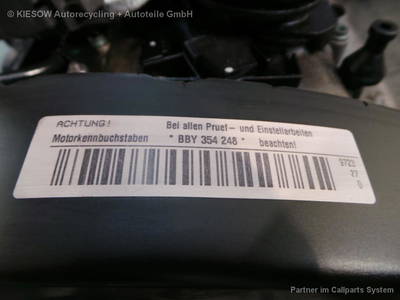 © KIESOW Autorecycling + Autoteile GmbH
ACHTUNG!
Bei allen Pruef- und Einstellarbeiten
Motorkennbuchstaben * BBY 354 248 * beachten!
9723
27
0
Partner im Callparts System